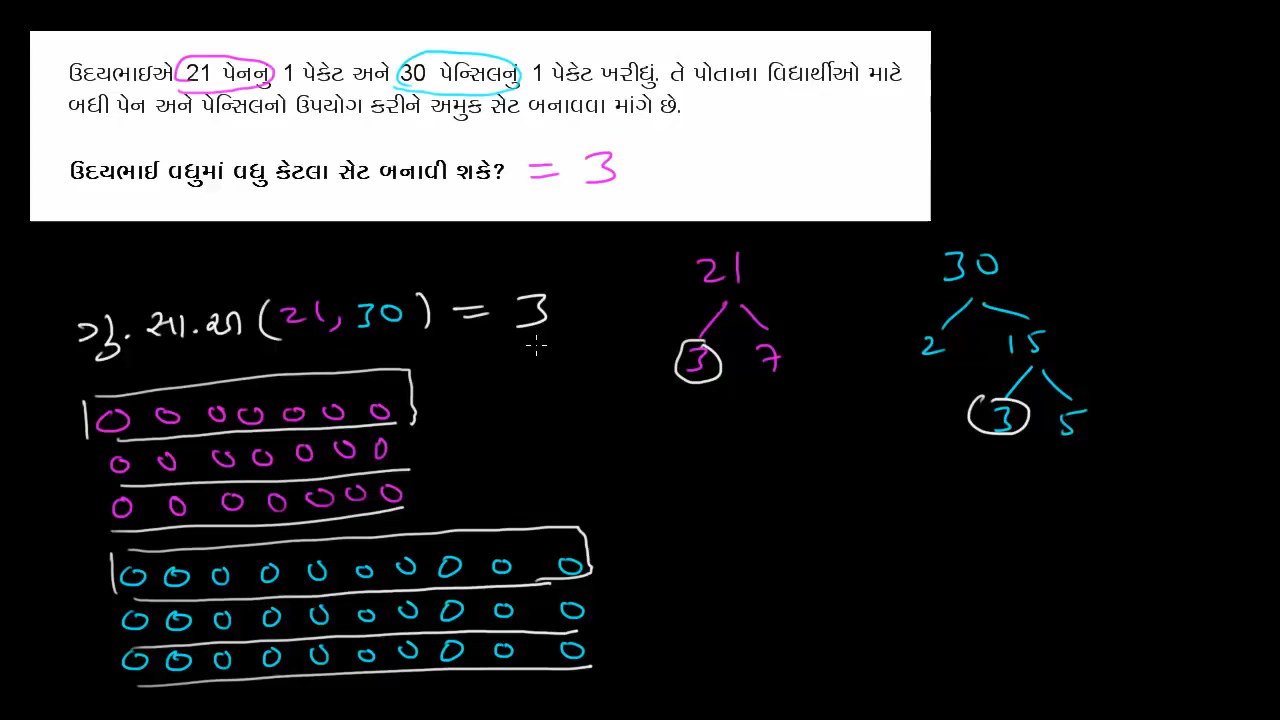 ઉદયભાઇએ 21 પેનનું 1 પેકેટ અને 30 પેન્સિલનું 1 પેકેટ ખરીદ્યું. તે પોતાના વિદ્યાર્થીઓ માટે
બધી પેન અને પેન્સિલનો ઉપયોગ કરીને અમુક સેટ બનાવવા માંગે છે.
ઉદયભાઈ વધુમાં વધુ કેટલા સેટ બનાવી શકે? = 3
21
30
ગુ. સા. અ (21, 30) = 3
3 7
2 15
3 5